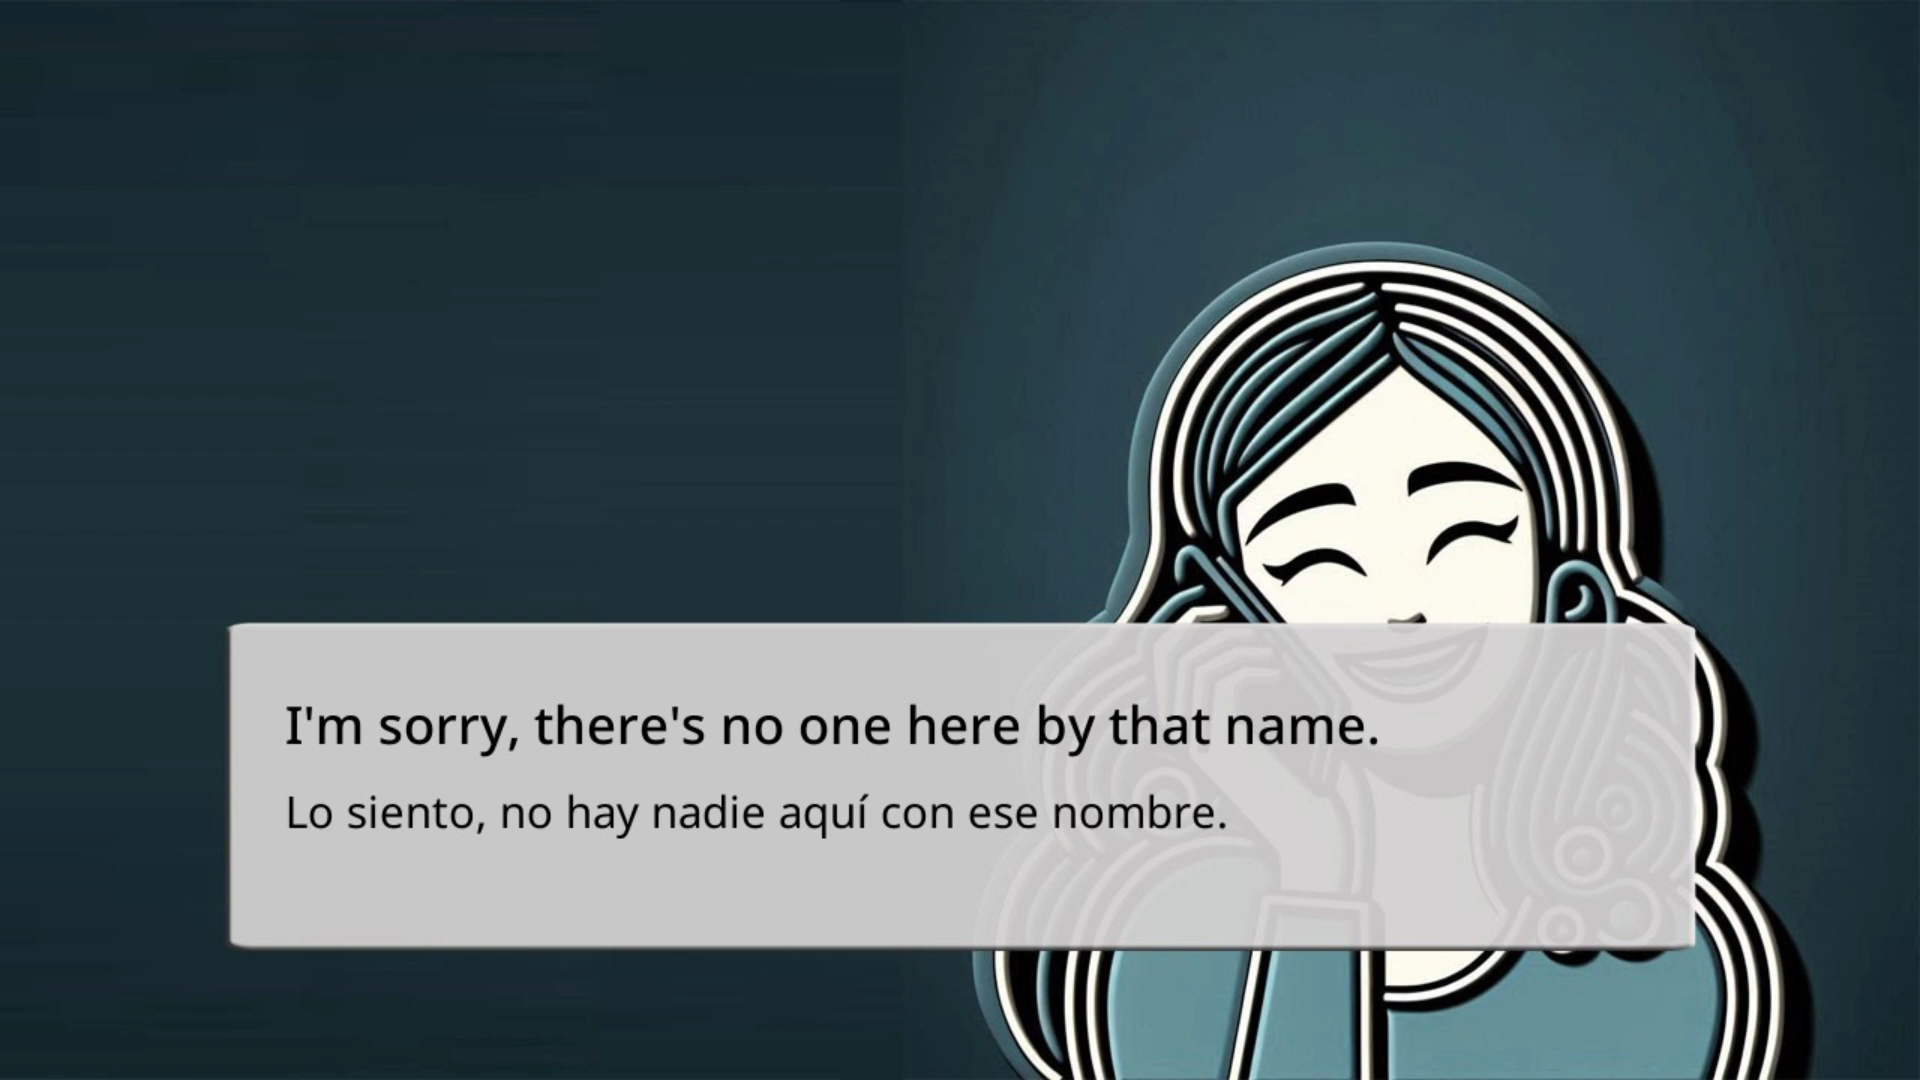 I'm sorry, there's no one here by that name.
Lo siento, no hay nadie aquí con ese nombre.